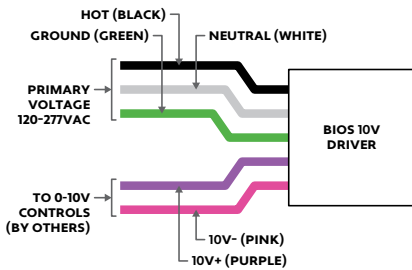 HOT (BLACK)
GROUND (GREEN)
NEUTRAL (WHITE)
PRIMARY
VOLTAGE
120-277VAC
BIOS 10V
DRIVER
TO 0-10V
CONTROLS
(BY OTHERS)
10V- (PINK)
10V+ (PURPLE)